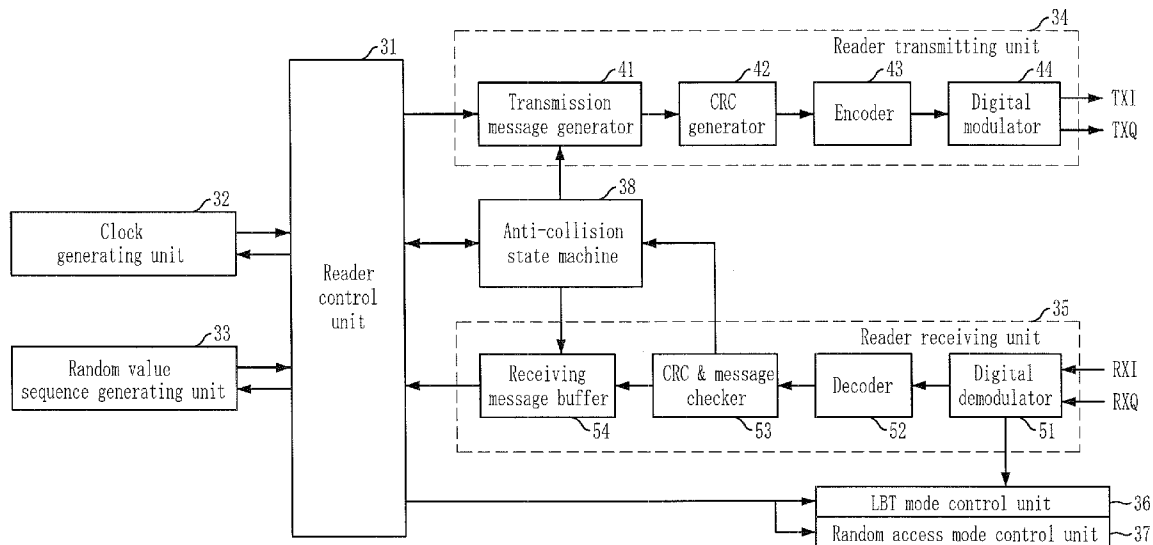 34
Reader transmitting unit
31
41
42
43
44
Transmission
message generator
CRC
generator
Encoder
Digital
modulator
TXI
TXQ
32
Clock
generating unit
38
Anti-collision
state machine
Reader
control
unit
33
Random value
sequence generating unit
35
Reader receiving unit
Receiving
message buffer
CRC & message
checker
Decoder
Digital
demodulator
RXI
RXQ
54
53
52
51
LBT mode control unit
36
Random access mode control unit
37